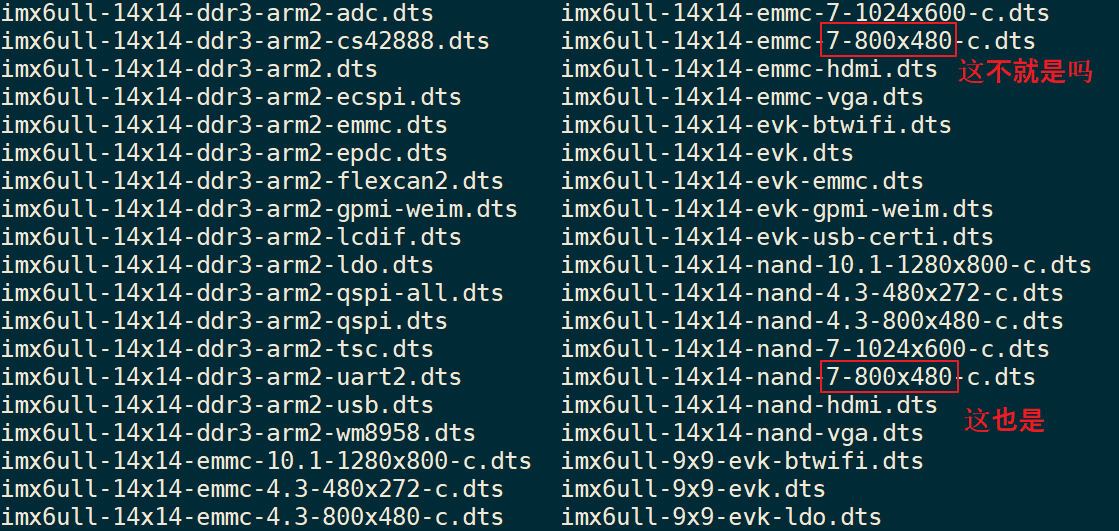 imx6ull-14x14-ddr3-arm2-adc.dts imx6ull-14x14-emmc-7-1024x600-c.dts
imx6ull-14x14-ddr3-arm2-cs42888.dts imx6ull-14x14-emmc-7-800x480-c.dts
imx6ull-14x14-ddr3-arm2.dts imx6ull-14x14-emmc-hdmi.dts 这不就是吗
imx6ull-14x14-ddr3-arm2-ecspi.dts imx6ull-14x14-emmc-vga.dts
imx6ull-14x14-ddr3-arm2-emmc.dts imx6ull-14x14-evk-btwifi.dts
imx6ull-14x14-ddr3-arm2-epdc.dts imx6ull-14x14-evk.dts
imx6ull-14x14-ddr3-arm2-flexcan2.dts imx6ull-14x14-evk-emmc.dts
imx6ull-14x14-ddr3-arm2-gpmi-weim.dts imx6ull-14x14-evk-gpmi-weim.dts
imx6ull-14x14-ddr3-arm2-lcdif.dts imx6ull-14x14-evk-usb-certi.dts
imx6ull-14x14-ddr3-arm2-ldo.dts imx6ull-14x14-nand-10.1-1280x800-c.dts
imx6ull-14x14-ddr3-arm2-qspi-all.dts imx6ull-14x14-nand-4.3-480x272-c.dts
imx6ull-14x14-ddr3-arm2-qspi.dts imx6ull-14x14-nand-4.3-800x480-c.dts
imx6ull-14x14-ddr3-arm2-tsc.dts imx6ull-14x14-nand-7-1024x600-c.dts
imx6ull-14x14-ddr3-arm2-uart2.dts imx6ull-14x14-nand-7-800x480-c.dts
imx6ull-14x14-ddr3-arm2-usb.dts imx6ull-14x14-nand-hdmi.dts 这也是
imx6ull-14x14-ddr3-arm2-wm8958.dts imx6ull-14x14-nand-vga.dts
imx6ull-14x14-emmc-10.1-1280x800-c.dts imx6ull-9x9-evk-btwifi.dts
imx6ull-14x14-emmc-4.3-480x272-c.dts imx6ull-9x9-evk.dts
imx6ull-14x14-emmc-4.3-800x480-c.dts imx6ull-9x9-evk-ldo.dts